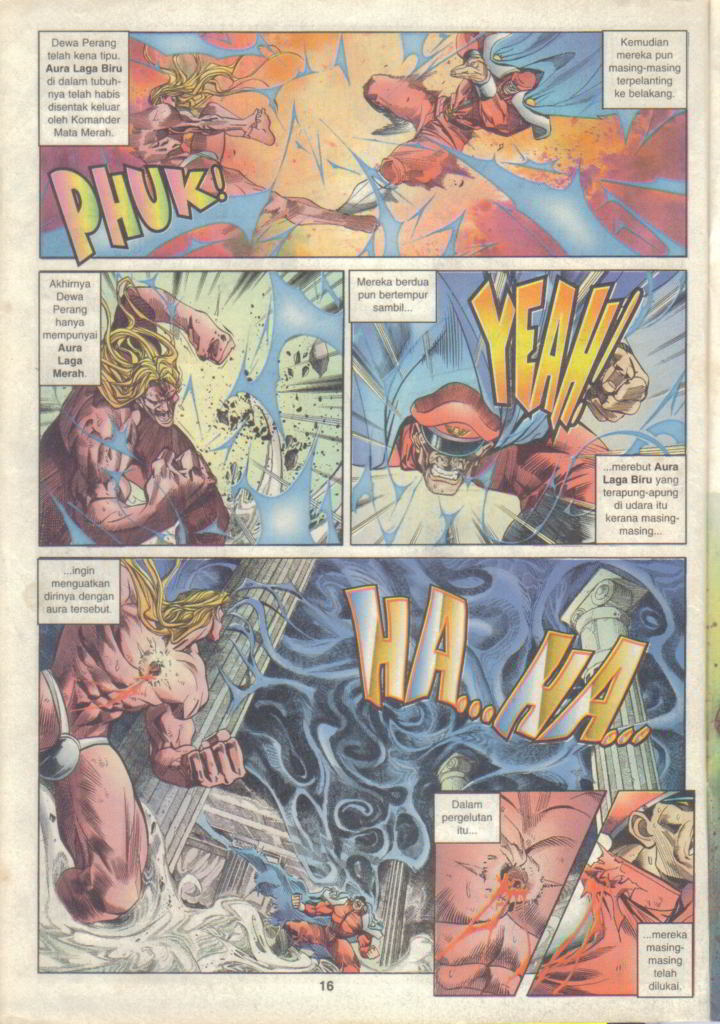 Dewa Perang
telah kena tipu.
Aura Laga Biru
di dalam tubuh-
nya telah habis
disentak keluar
oleh Komander
Mata Merah.
Kemudian
mereka pun
masing-masing
terpelanting
ke belakang.
PHUK!
Akhirnya
Dewa
Perang
hanya
mempunyai
Aura
Laga
Merah.
Mereka berdua
pun bertempur
sambil...
YEAH!
...merebut Aura
Laga Biru yang
terapung-apung
di udara itu
kerana masing-
masing...
...ingin
menguatkan
dirinya dengan
aura tersebut.
HA...HA...
Dalam
pergelutan
itu...
...mereka
masing-
masing
telah
dilukai.
16